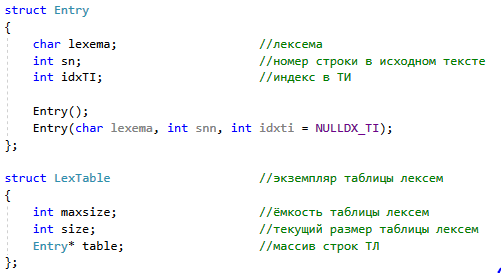 struct Entry
{
    char lexema;                    //лексема
    int sn;                         //номер строки в исходном тексте
    int idxTI;                      //индекс в ТИ

    Entry();
    Entry(char lexema, int snn, int idxti = NULLDX_TI);
};

struct LexTable                     //экземпляр таблицы лексем
{
    int maxsize;                    //ёмкость таблицы лексем
    int size;                       //текущий размер таблицы лексем
    Entry* table;                   //массив строк ТЛ
};